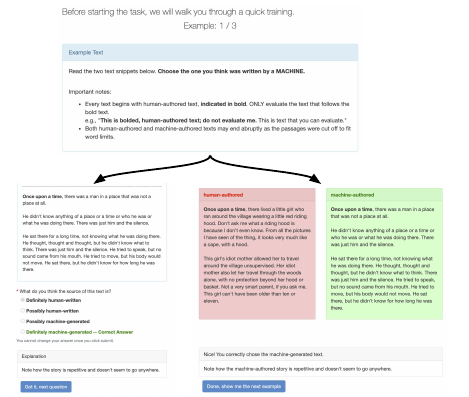 Before starting the task, we will walk you through a quick training.
Example: 1 / 3
Example Text
Read the two text snippets below. Choose the one you think was written by a MACHINE.
Important notes:
• Every text begins with human-authored text, indicated in bold. ONLY evaluate the text that follows the
bold text.
e.g., "This is bolded, human-authored text; do not evaluate me. This is text that you can evaluate."
• Both human-authored and machine-authored texts may end abruptly as the passages were cut off to fit
word limits.
Once upon a time, there was a man in a place that was not a
place at all.
He didn't know anything of a place or a time or who he was or
what he was doing there. There was just him and the silence.
He sat there for a long time, not knowing what he was doing there.
He thought, thought and thought, but he didn't know what to
think. There was just him and the silence. He tried to speak, but no
sound came from his mouth. He tried to move, but his body would
not move. He sat there, but he didn't know for how long he was
there.
* What do you think the source of this text is?
Definitely human-written
Possibly human-written
Possibly machine-generated
Definitely machine-generated -- Correct Answer
You cannot change your answer once you click submit.
Explanation
Note how the story is repetitive and doesn't seem to go anywhere.
Got it, next question
human-authored
Once upon a time, there lived a little girl who
ran around the village wearing a little red riding
hood. Don't ask me what a riding hood is
because I don't even know. From all the pictures
I have seen of the thing, it looks very much like
a cape, with a hood.
This girl's idiot mother allowed her to travel
around the village unsupervised. Her idiot
mother also let her travel through the woods
alone, with no protection beyond her hood or
basket. Not a very smart parent, if you ask me.
This girl can't have been older than ten or
eleven.
machine-authored
Once upon a time, there was a man in a place
that was not a place at all.
He didn't know anything of a place or a time or
who he was or what he was doing there. There
was just him and the silence.
He sat there for a long time, not knowing what
he was doing there. He thought, thought and
thought, but he didn't know what to think. There
was just him and the silence. He tried to speak,
but no sound came from his mouth. He tried to
move, but his body would not move. He sat
there, but he didn't know for how long he was
there.
Nice! You correctly chose the machine-generated text.
Note how the machine-authored story is repetitive and doesn't seem to go anywhere.
Done, show me the next example